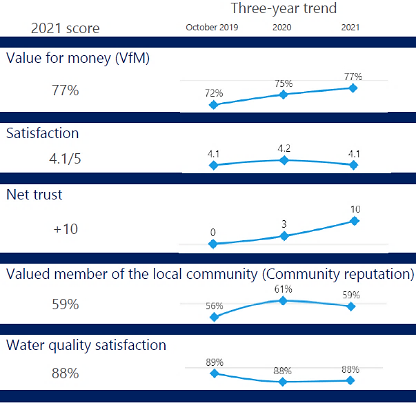 Three-year trend
2021 score
October 2019 2020 2021
Value for money (VfM)
77%
72% 75% 77%
Satisfaction
4.1/5
4.1 4.2 4.1
Net trust
+10
0 3 10
Valued member of the local community (Community reputation)
59%
56% 61% 59%
Water quality satisfaction
88%
89% 88% 88%